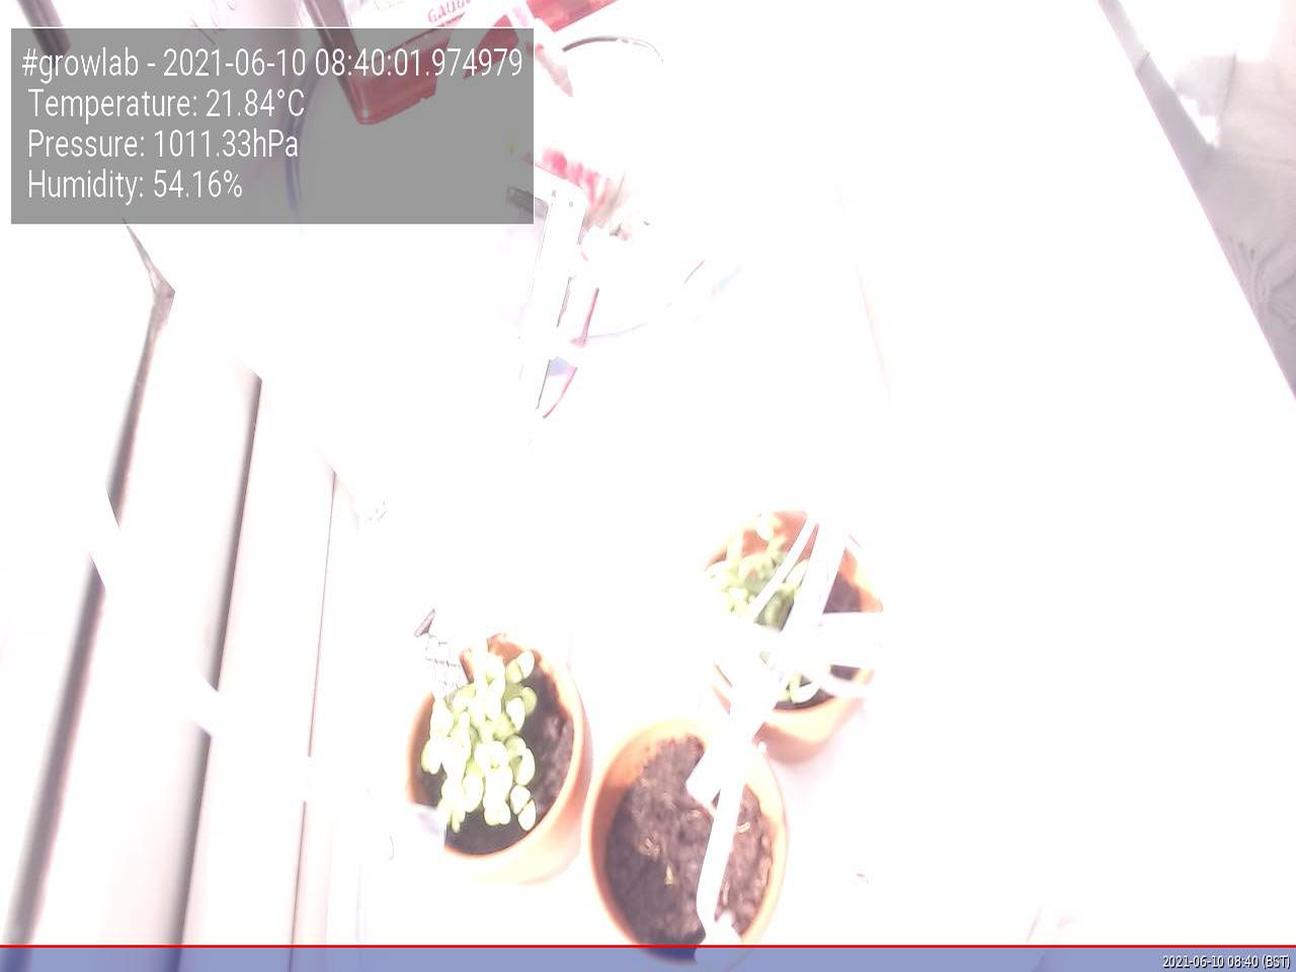 #growlab - 2021-06-10 08:40:01.974979
Temperature: 21.84°C
Pressure: 1011.33hPa
Humidity: 54.16%
2021-06-10 08:40 (BST)